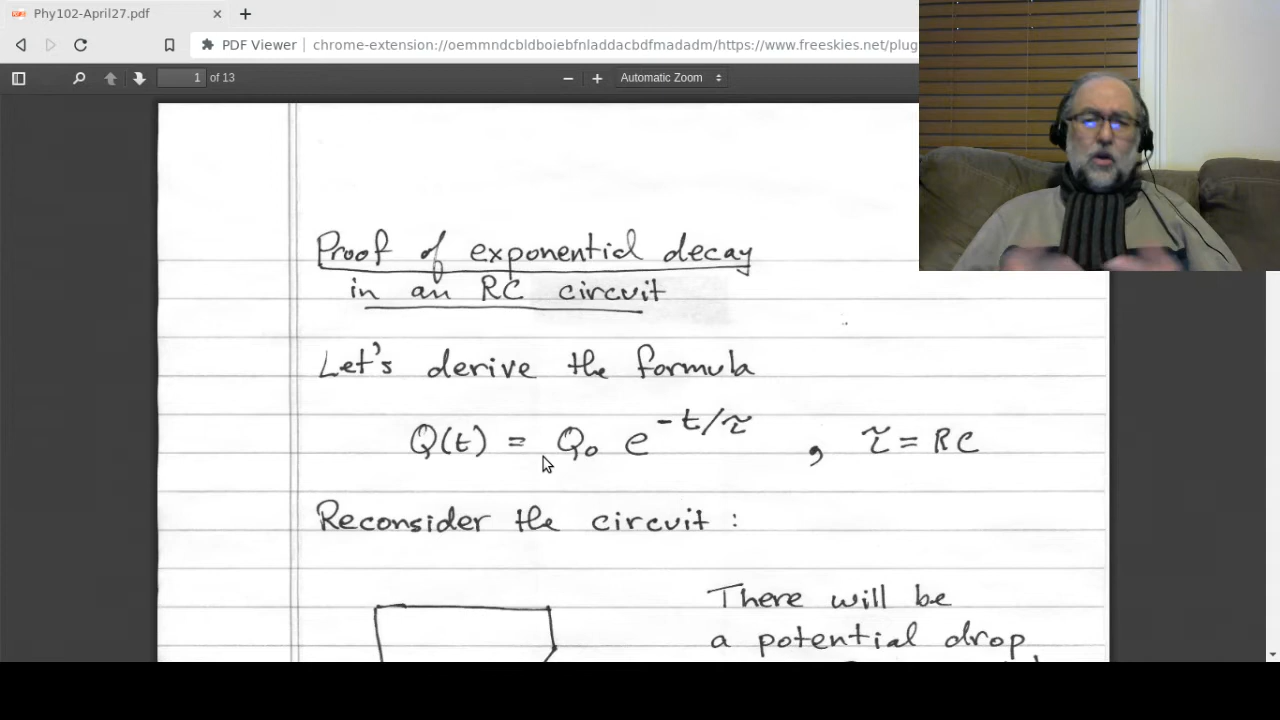 Phy102-April27.pdf
PDF Viewer chrome-extension://oemmndcbldboiebfnladdacbdfmadadm/https://www.freeskies.net/plug
1 of 13
Automatic Zoom
Proof of exponential decay
in an RC circuit
Let's derive the formula
Q(t) = Q₀ e^{-t/τ} , τ = RC
Reconsider the circuit :
There will be
a potential drop